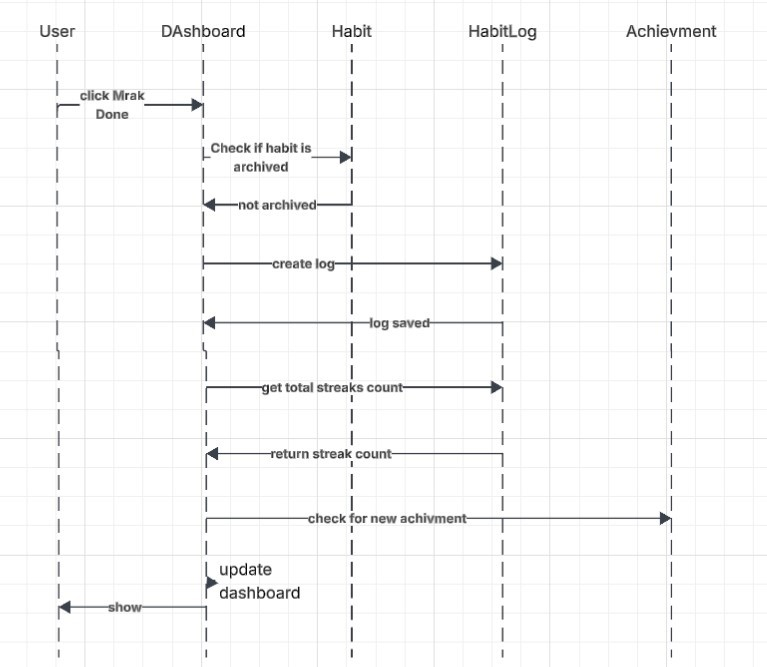 User DAshboard Habit HabitLog Achievment
click Mrak
Done
Check if habit is
archived
not archived
create log
log saved
get total streaks count
return streak count
check for new achivment
update
dashboard
show